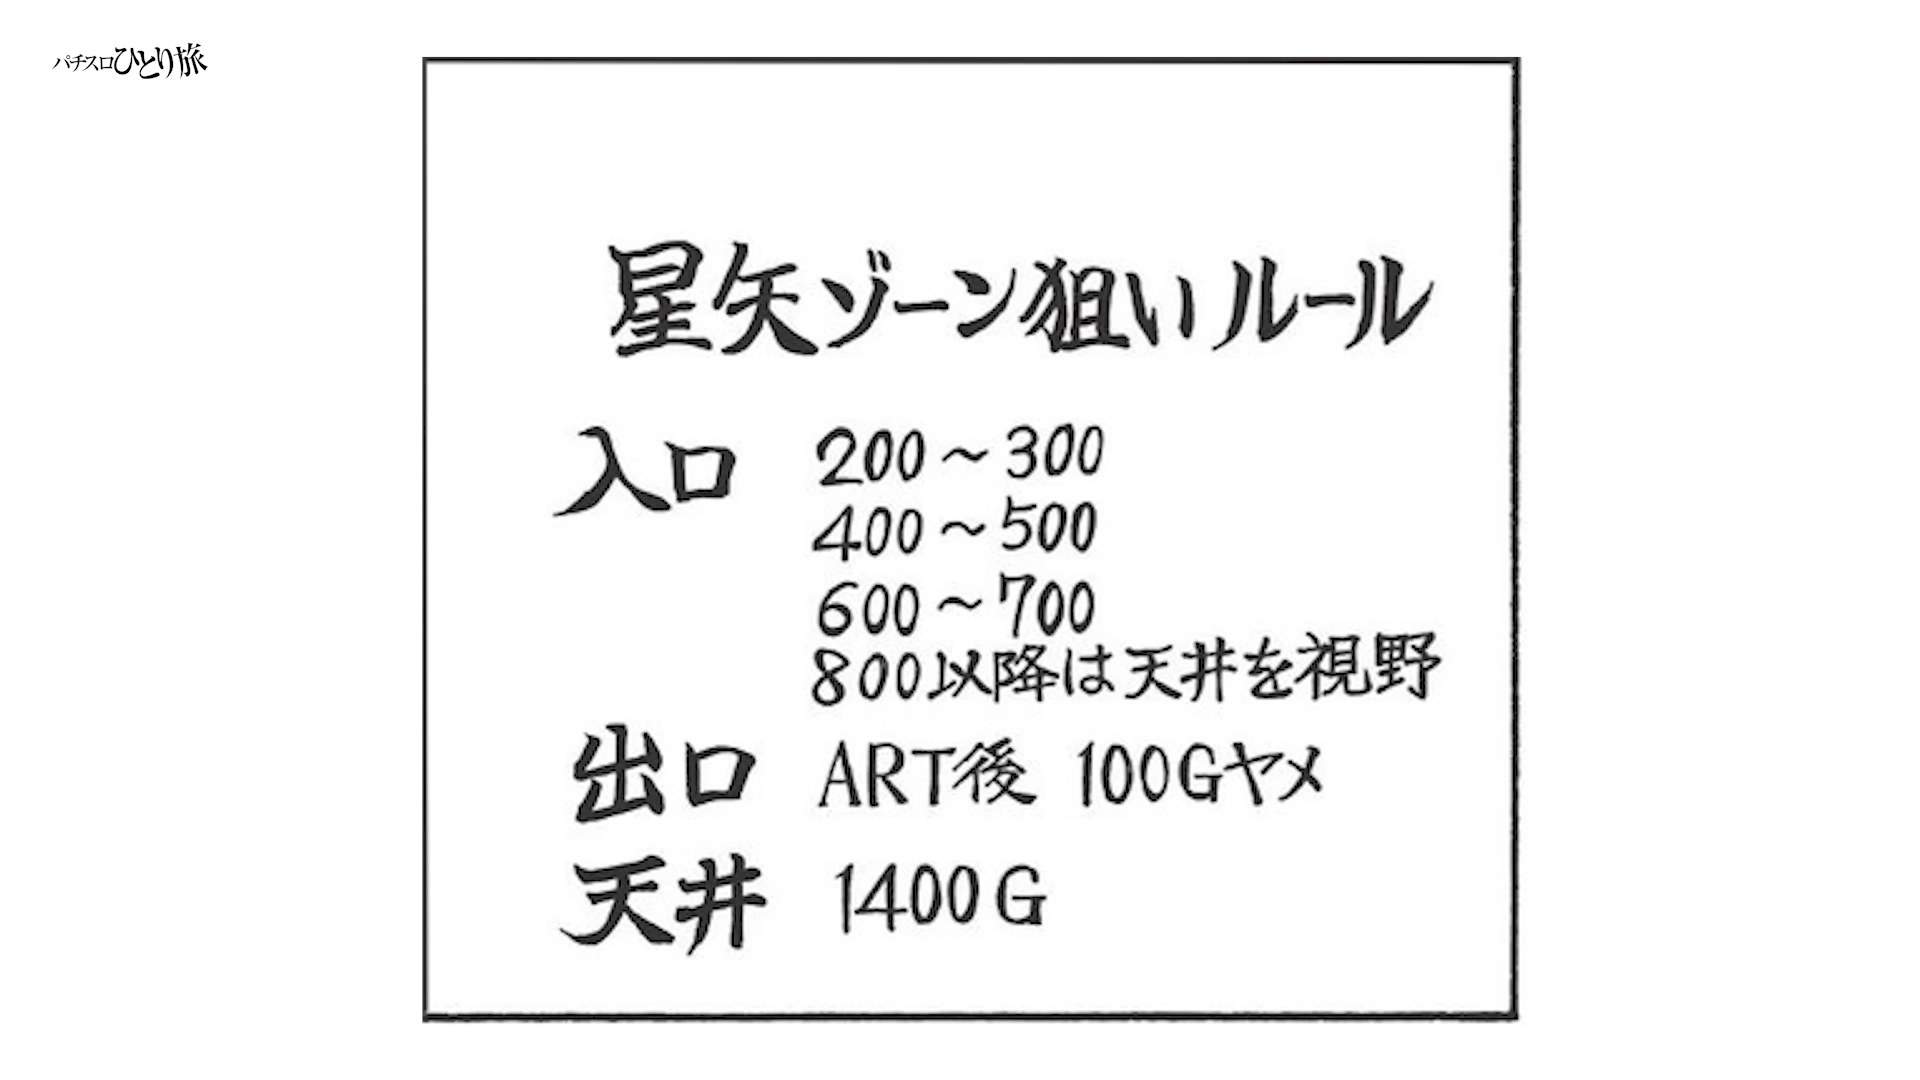 パチスロひとり旅
星矢ゾーン狙いルール
入口 200～300
400～500
600～700
800以降は天井を視野
出口 ART後 100Gヤメ
天井 1400G